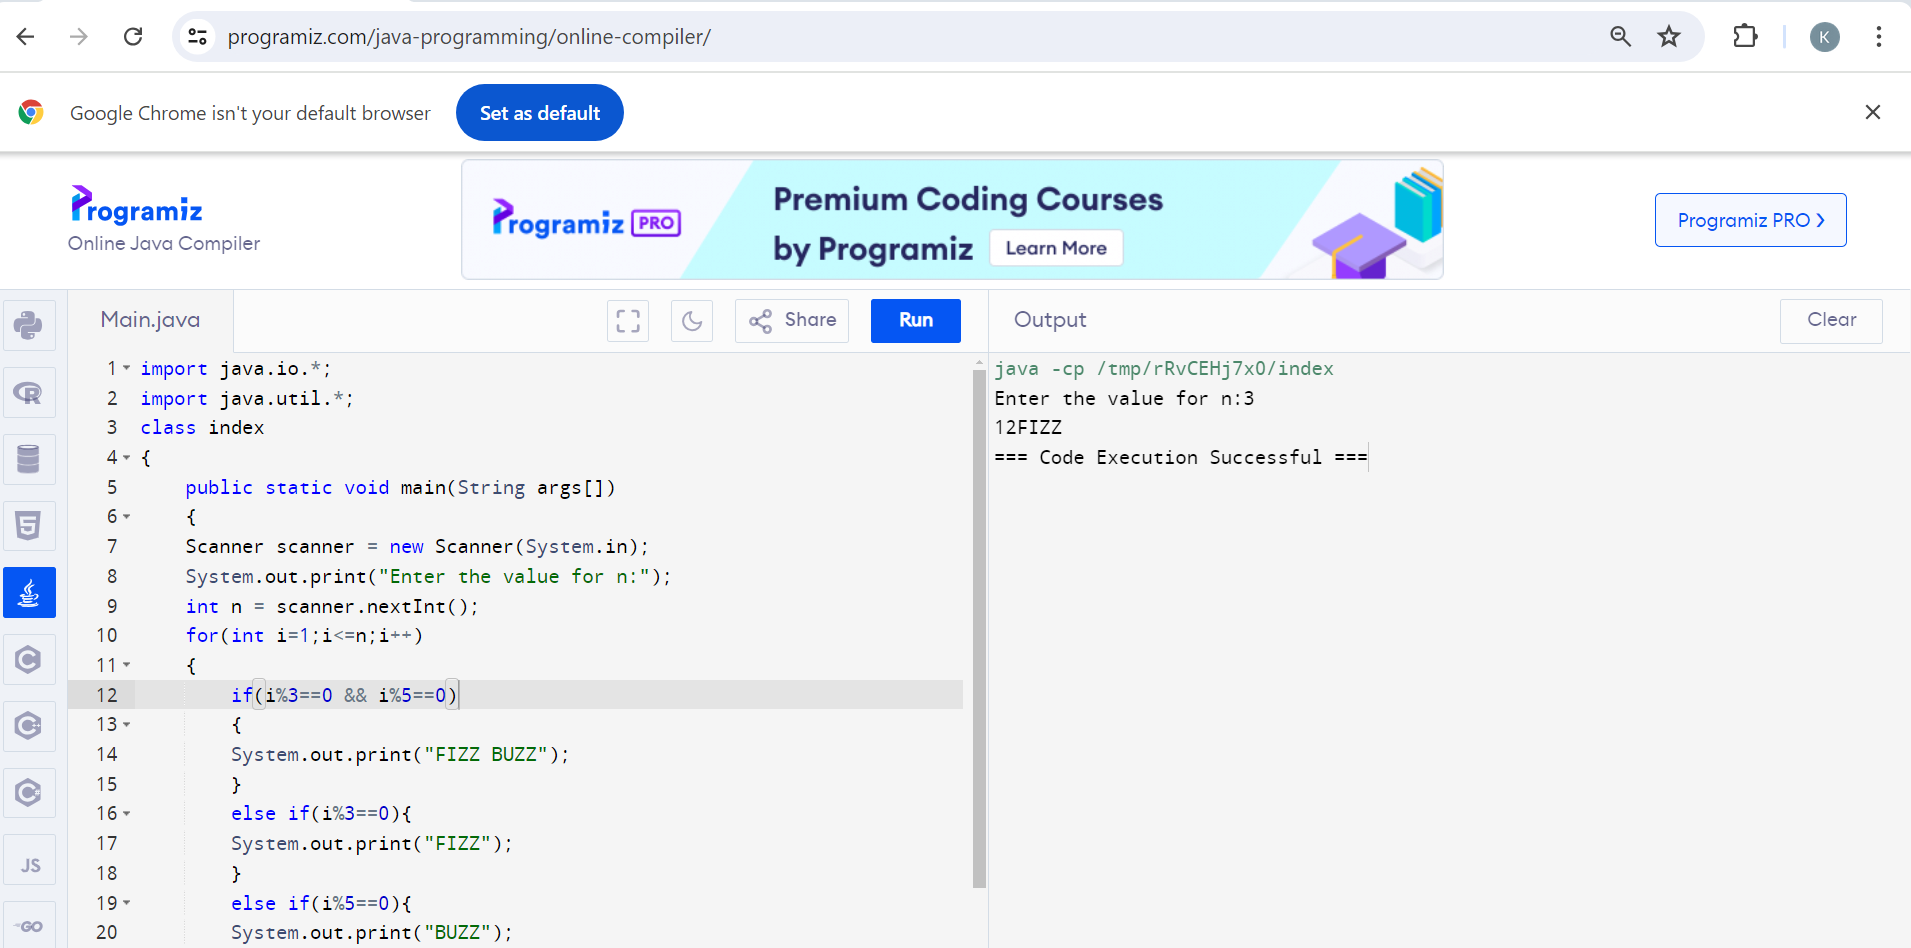 programiz.com/java-programming/online-compiler/
K
Google Chrome isn't your default browser
Set as default
Programiz
Online Java Compiler
Programiz PRO
Premium Coding Courses
by Programiz
Learn More
Programiz PRO
Main.java
Share
Run
Output
Clear
1 import java.io.*;
2 import java.util.*;
3 class index
4 {
5 public static void main(String args[])
6 {
7 Scanner scanner = new Scanner(System.in);
8 System.out.print("Enter the value for n:");
9 int n = scanner.nextInt();
10 for(int i=1;i<=n;i++)
11 {
12 if(i%3==0 && i%5==0)
13 {
14 System.out.print("FIZZ BUZZ");
15 }
16 else if(i%3==0){
17 System.out.print("FIZZ");
18 }
19 else if(i%5==0){
20 System.out.print("BUZZ");
java -cp /tmp/rRvCEHj7x0/index
Enter the value for n:3
12FIZZ
=== Code Execution Successful ===
R
5
C
C++
C#
JS
GO